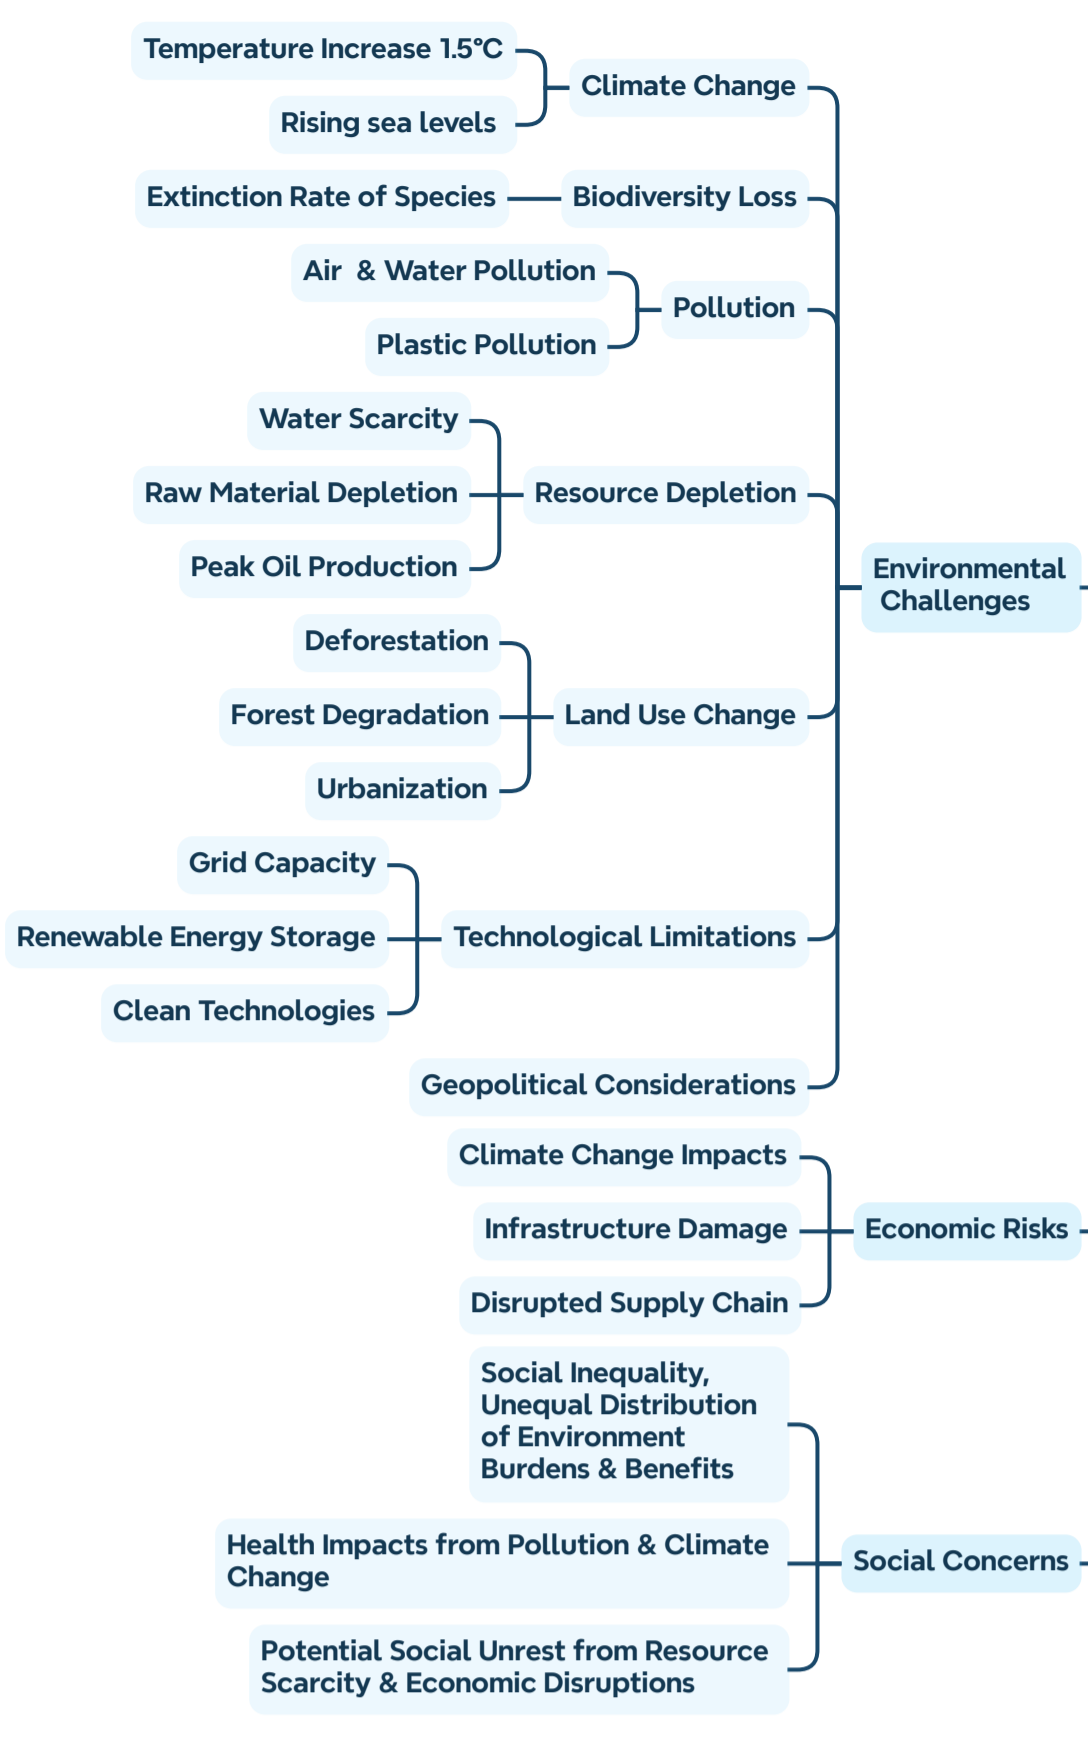 Temperature Increase 1.5°C
Climate Change
Rising sea levels
Extinction Rate of Species
Biodiversity Loss
Air & Water Pollution
Pollution
Plastic Pollution
Water Scarcity
Raw Material Depletion
Resource Depletion
Peak Oil Production
Environmental
Challenges
Deforestation
Forest Degradation
Land Use Change
Urbanization
Grid Capacity
Renewable Energy Storage
Technological Limitations
Clean Technologies
Geopolitical Considerations
Climate Change Impacts
Infrastructure Damage
Economic Risks
Disrupted Supply Chain
Social Inequality,
Unequal Distribution
of Environment
Burdens & Benefits
Health Impacts from Pollution & Climate
Change
Social Concerns
Potential Social Unrest from Resource
Scarcity & Economic Disruptions